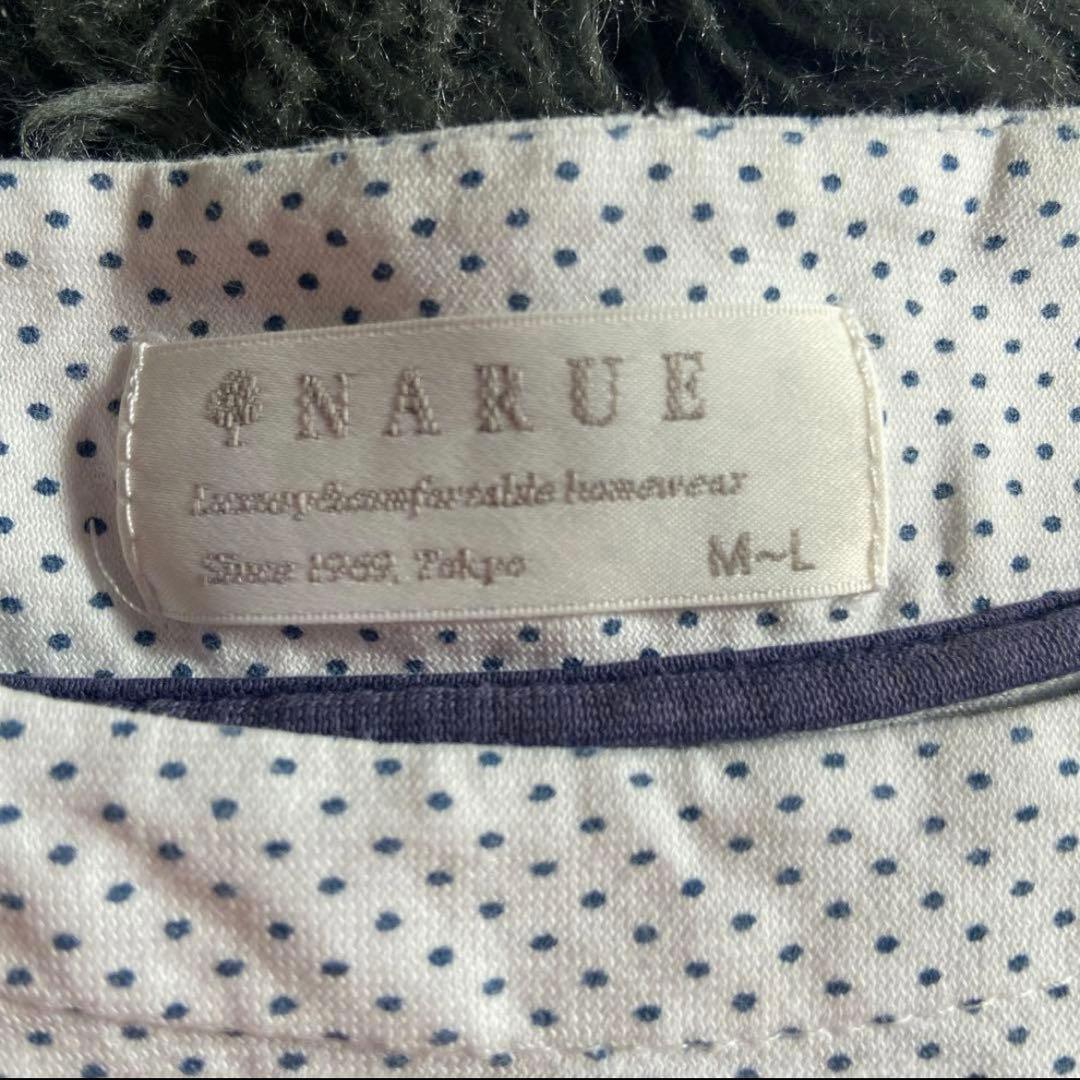 NARUE
Luxury&comfortable homewear
Since 1969, Tokyo
M~L